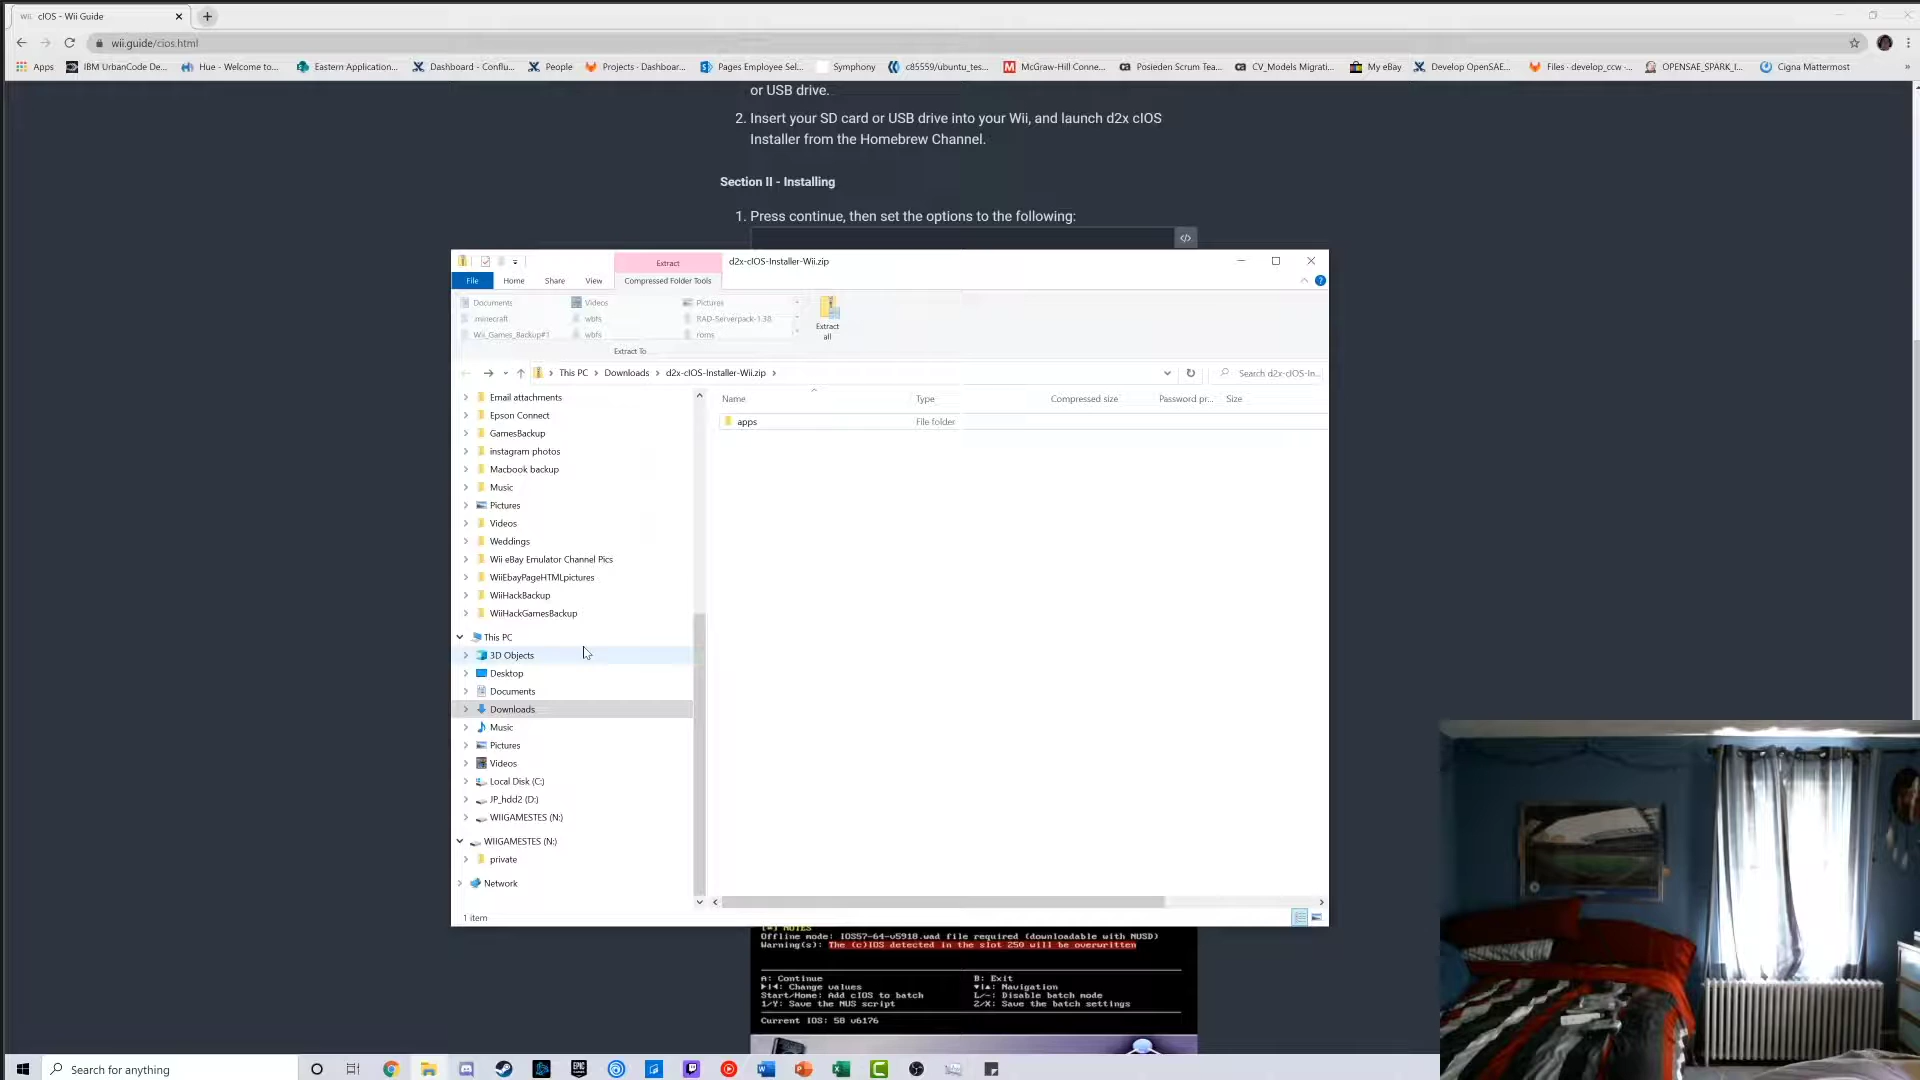 cIOS - Wii Guide
wii.guide/cios.html
Apps
IBM UrbanCode De...
Hue - Welcome to...
Eastern Application...
Dashboard - Conflu...
People
Projects · Dashboar...
Pages Employee Sel...
Symphony
c85559/ubuntu_tes...
McGraw-Hill Conne...
Posieden Scrum Tea...
CV_Models Migrati...
My eBay
Develop OpenSAE...
Files · develop_ccw ·...
OPENSAE_SPARK_I...
Cigna Mattermost
or USB drive.
2. Insert your SD card or USB drive into your Wii, and launch d2x cIOS
Installer from the Homebrew Channel.
Section II - Installing
1. Press continue, then set the options to the following:
Extract
d2x-cIOS-Installer-Wii.zip
File
Home
Share
View
Compressed Folder Tools
Documents
Videos
Pictures
.minecraft
wbfs
RAD-Serverpack-1.38
Wii_Games_Backup#1
wbfs
roms
Extract
all
Extract To
This PC > Downloads > d2x-cIOS-Installer-Wii.zip >
Search d2x-cIOS-In...
Name
Type
Compressed size
Password pr...
Size
apps
File folder
Email attachments
Epson Connect
GamesBackup
instagram photos
Macbook backup
Music
Pictures
Videos
Weddings
Wii eBay Emulator Channel Pics
WiiEbayPageHTMLpictures
WiiHackBackup
WiiHackGamesBackup
This PC
3D Objects
Desktop
Documents
Downloads
Music
Pictures
Videos
Local Disk (C:)
JP_hdd2 (D:)
WIIGAMESTES (N:)
WIIGAMESTES (N:)
private
Network
1 item
[*] NOTES
Offline mode: IOS57-64-v5918.wad file required (downloadable with NUSD)
Warning(s): The (c)IOS detected in the slot 250 will be overwritten
A: Continue
B: Exit
▶|◀: Change values
▼|▲: Navigation
Start/Home: Add cIOS to batch
L/-: Disable batch mode
1/Y: Save the NUS script
2/X: Save the batch settings
Current IOS: 58 v6176
Search for anything